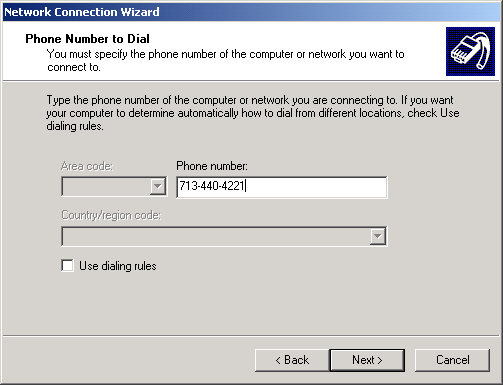 Network Connection Wizard
Phone Number to Dial
You must specify the phone number of the computer or network you want to
connect to.
Type the phone number of the computer or network you are connecting to. If you want
your computer to determine automatically how to dial from different locations, check Use
dialing rules.
Area code: Phone number:
713-440-4221
Country/region code:
Use dialing rules
< Back Next > Cancel